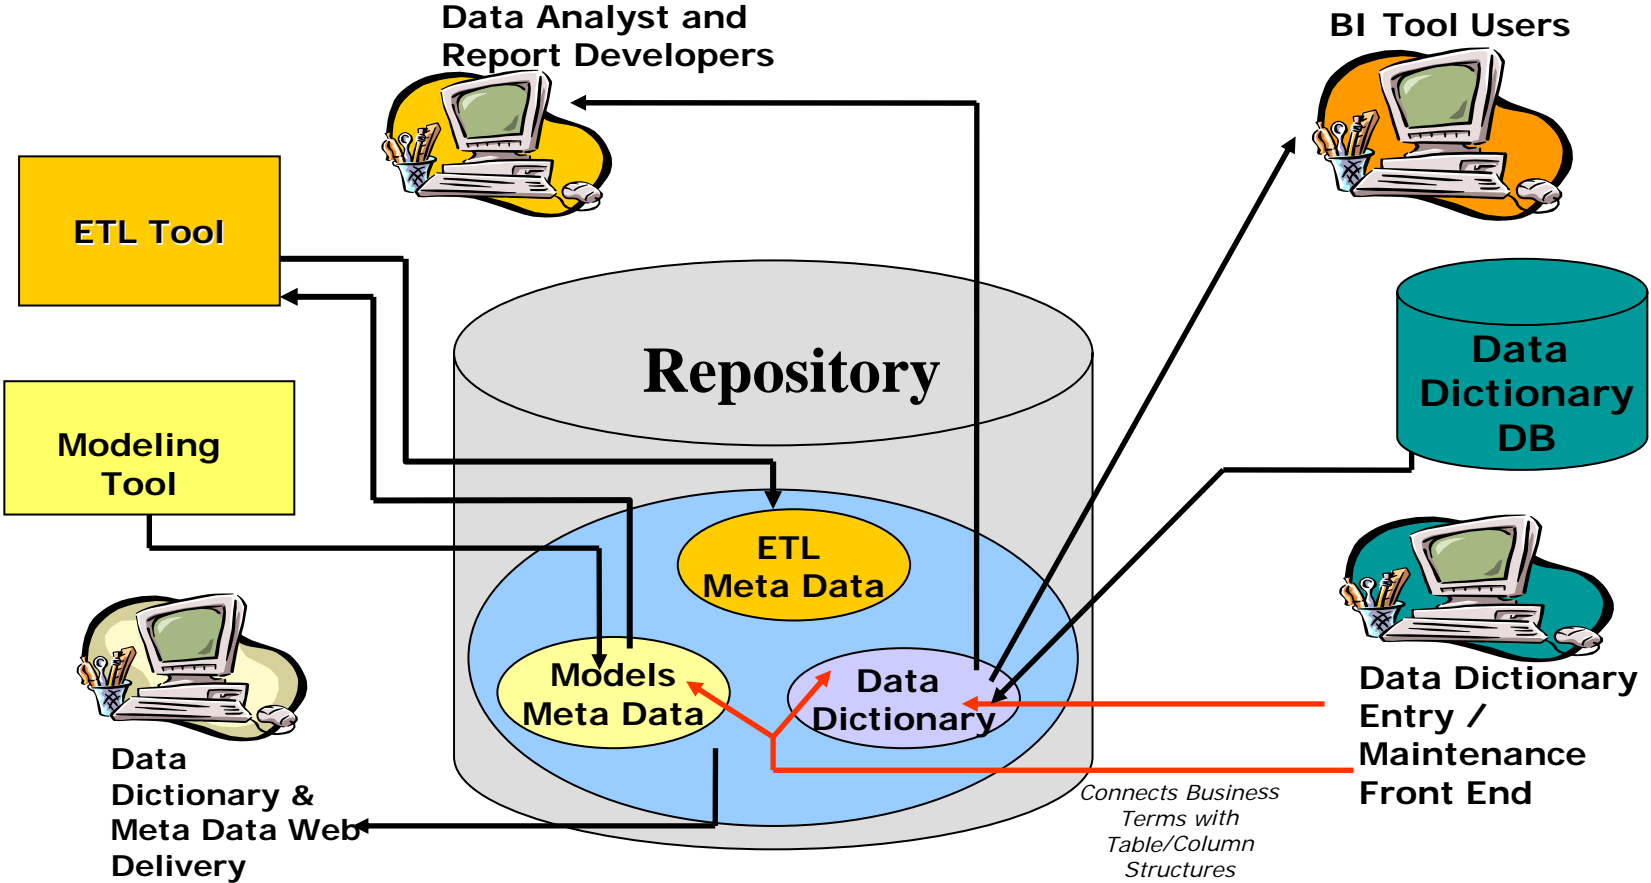 Data Analyst and
Report Developers
BI Tool Users
ETL Tool
Repository
Data
Dictionary
DB
Modeling
Tool
ETL
Meta Data
Models
Meta Data
Data
Dictionary
Data Dictionary
Entry /
Maintenance
Front End
Data
Dictionary &
Meta Data Web
Delivery
Connects Business
Terms with
Table/Column
Structures